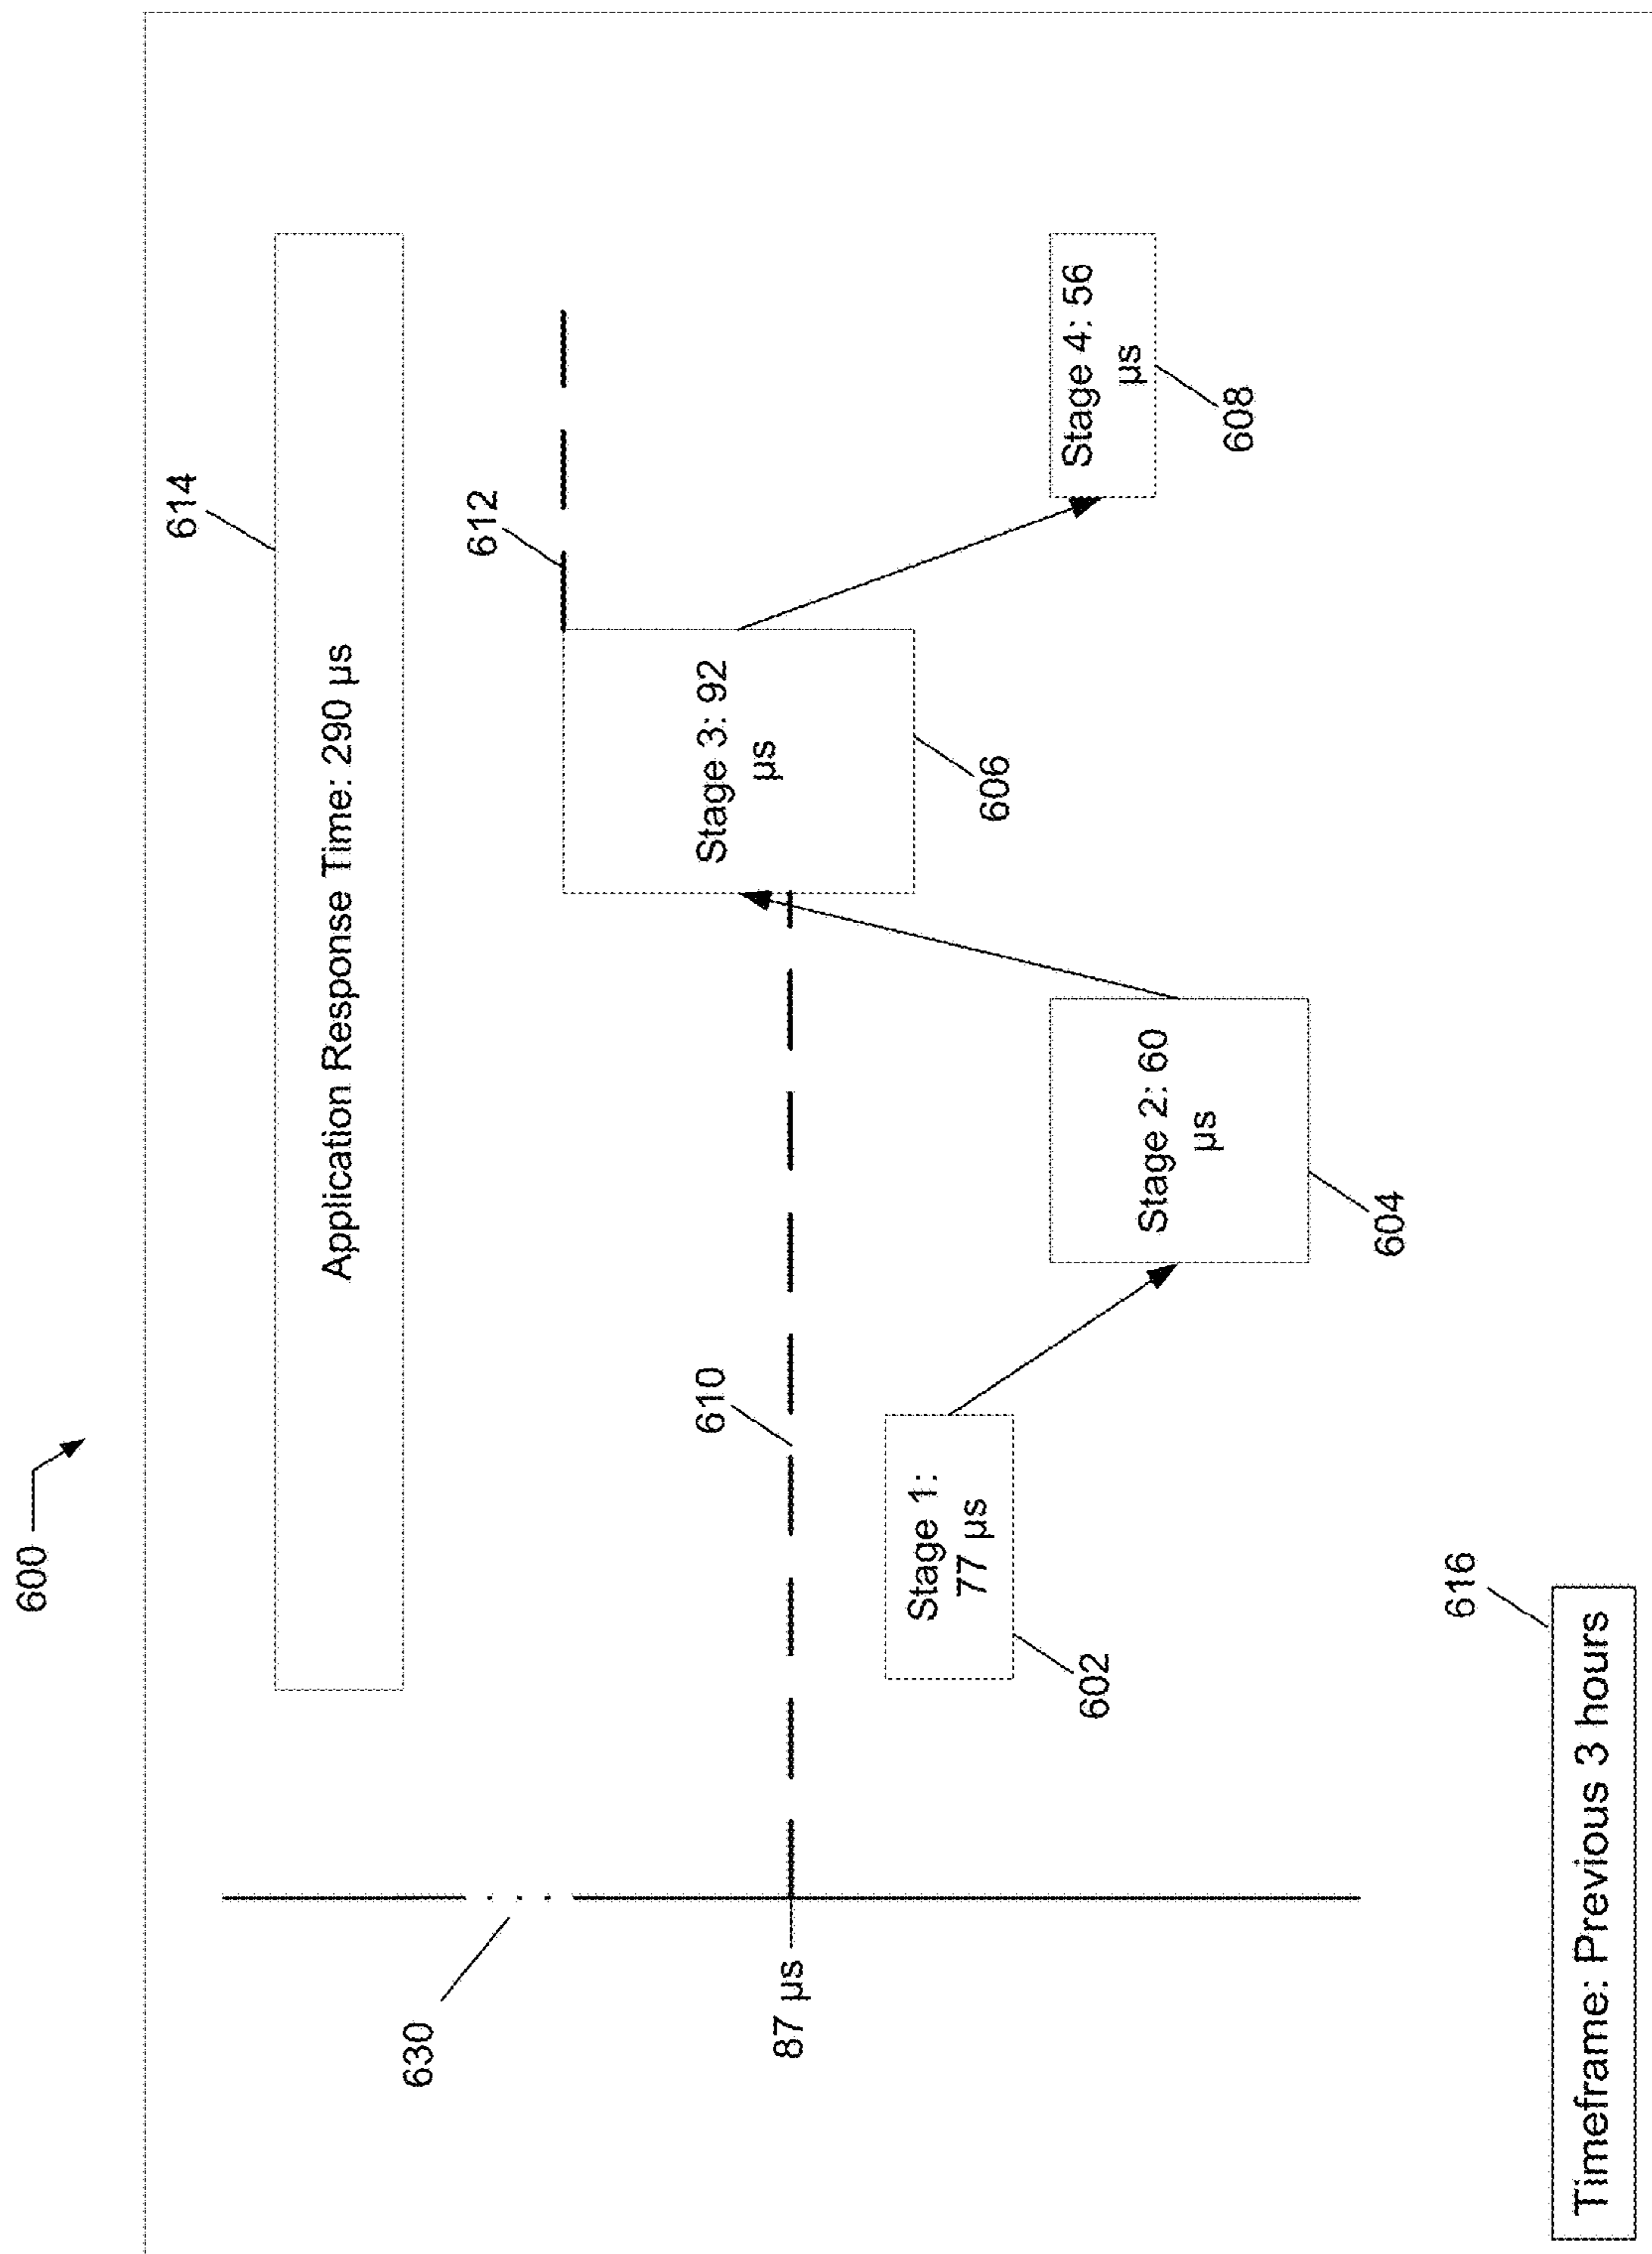 600
614
Application Response Time: 290 µs
612
610
Stage 3: 92
µs
606
Stage 1:
77 µs
602
Stage 2: 60
µs
604
Stage 4: 56
µs
608
630
87 µs
616
Timeframe: Previous 3 hours